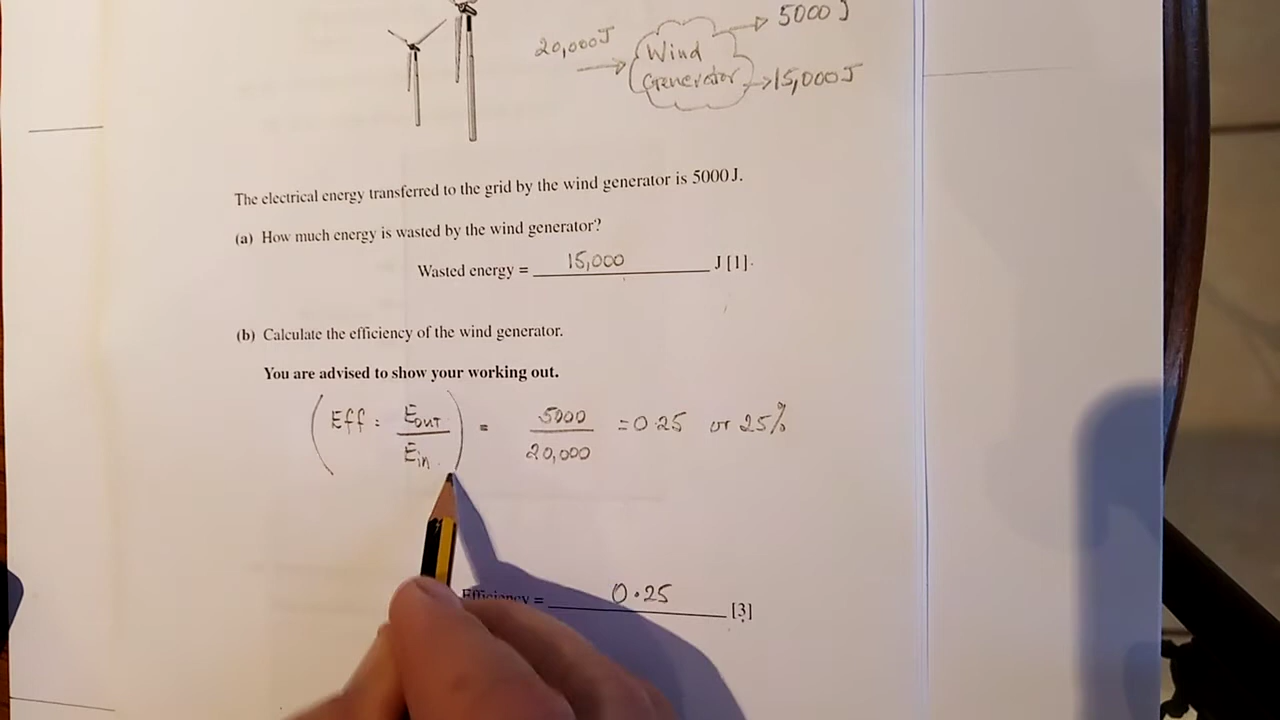 5000 J
20,000J
Wind
Generator
15,000J
The electrical energy transferred to the grid by the wind generator is 5000 J.
(a) How much energy is wasted by the wind generator?
Wasted energy = 15,000 J [1]
(b) Calculate the efficiency of the wind generator.
You are advised to show your working out.
(Eff = Eout / Ein) = 5000 / 20,000 = 0.25 or 25%
Efficiency = 0.25 [3]